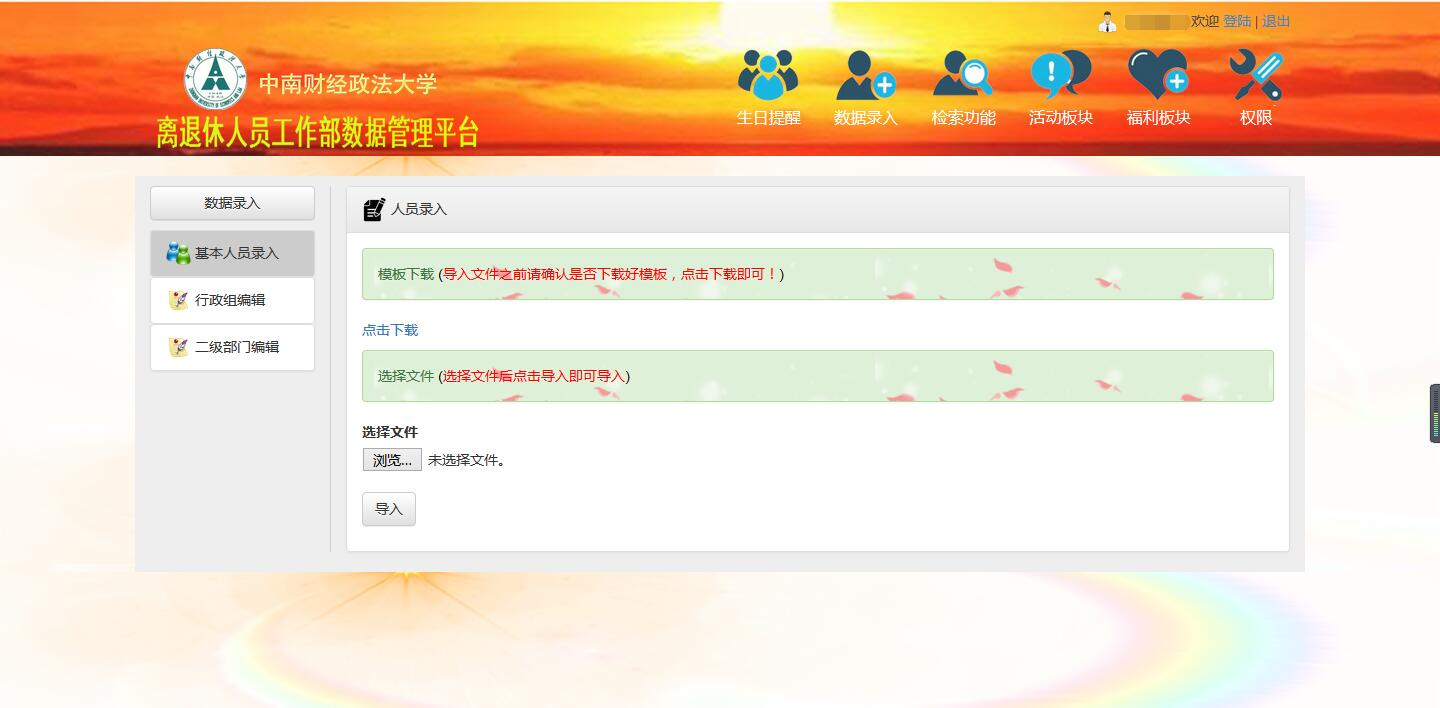 欢迎 登陆 | 退出
中南财经政法大学
离退休人员工作部数据管理平台
生日提醒 数据录入 检索功能 活动板块 福利板块 权限
数据录入
基本人员录入
行政组编辑
二级部门编辑
人员录入
模板下载 (导入文件之前请确认是否下载好模板，点击下载即可！)
点击下载
选择文件 (选择文件后点击导入即可导入)
选择文件
浏览... 未选择文件。
导入